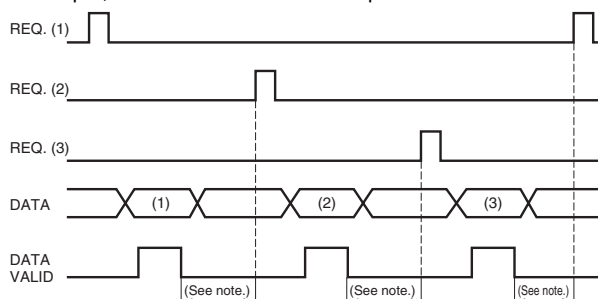 REQ. (1)
REQ. (2)
REQ. (3)
DATA (1) (2) (3)
DATA
VALID
(See note.) (See note.) (See note.)